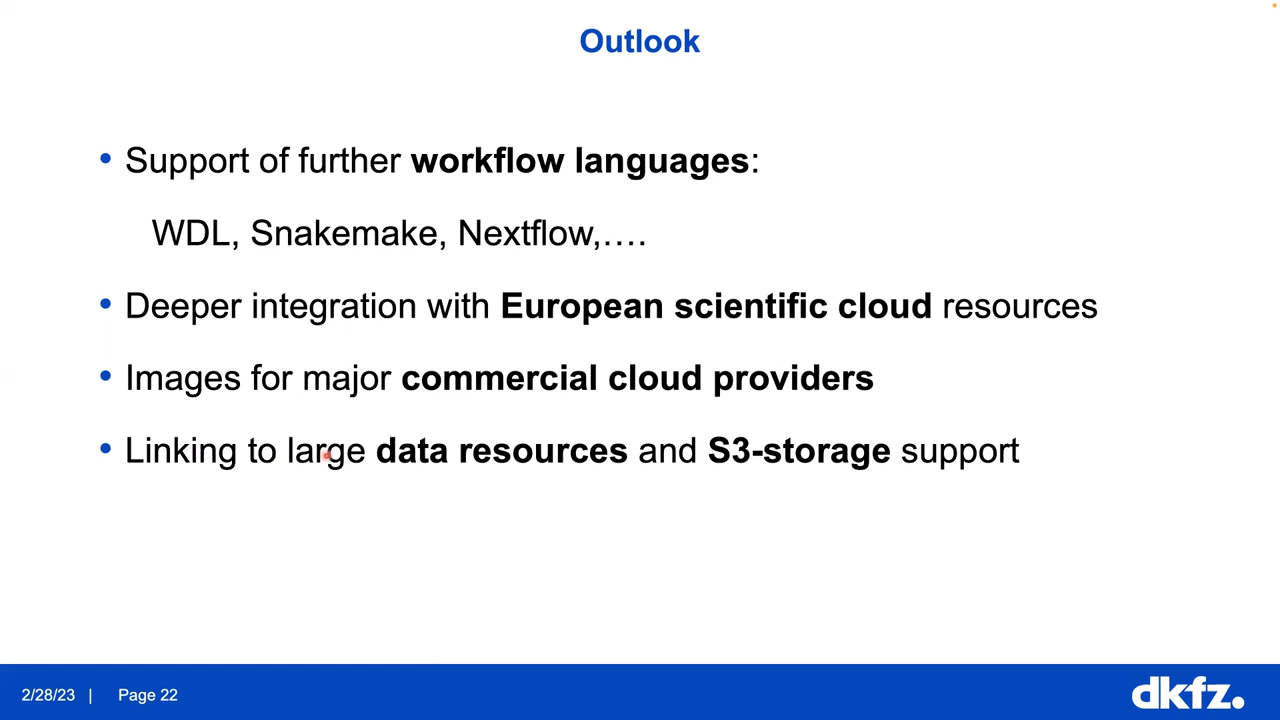 Outlook
• Support of further workflow languages:
WDL, Snakemake, Nextflow,….
• Deeper integration with European scientific cloud resources
• Images for major commercial cloud providers
• Linking to large data resources and S3-storage support
2/28/23 | Page 22
dkfz.